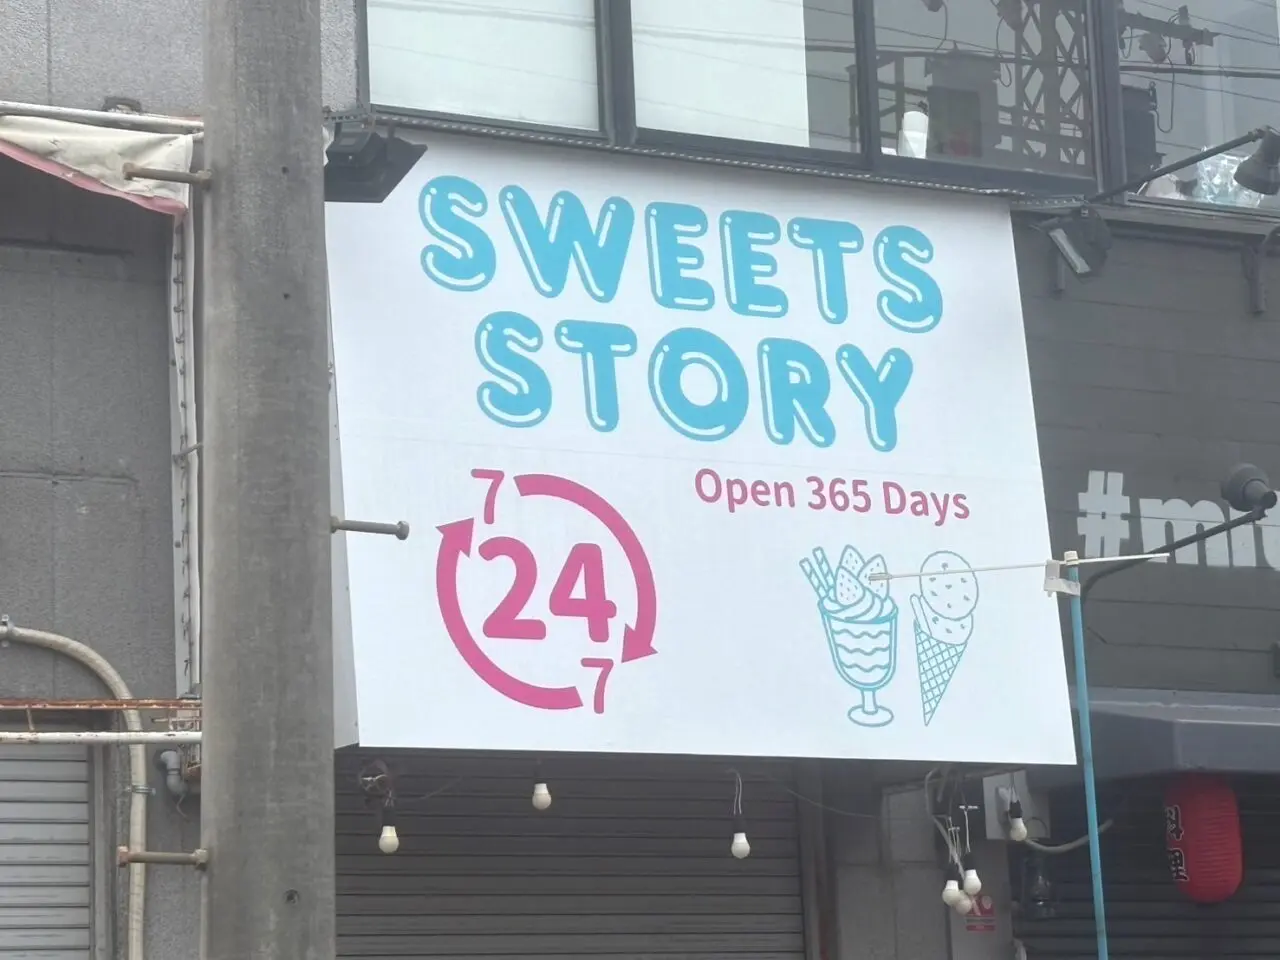 SWEETS
STORY
7
24
7
Open 365 Days